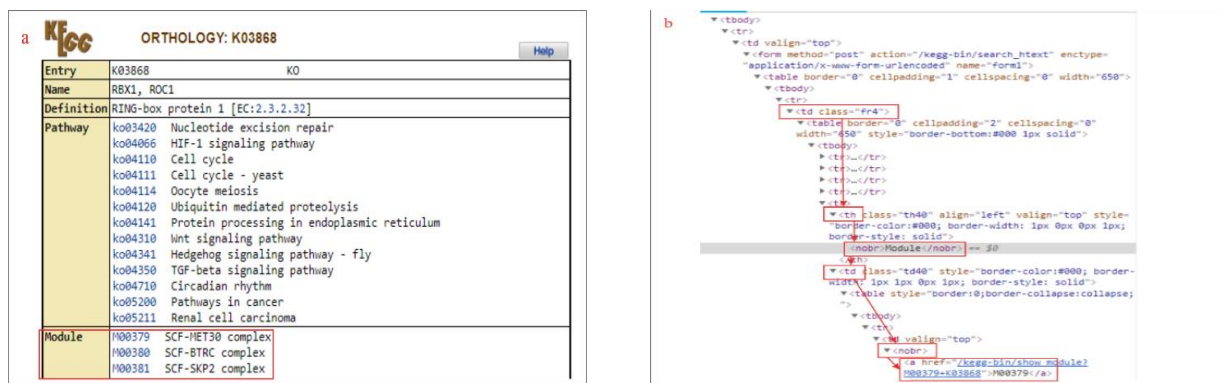 a
KEGG
ORTHOLOGY: K03868
Help
Entry K03868 KO
Name RBX1, ROC1
Definition RING-box protein 1 [EC:2.3.2.32]
Pathway ko03420 Nucleotide excision repair
ko04066 HIF-1 signaling pathway
ko04110 Cell cycle
ko04111 Cell cycle - yeast
ko04114 Oocyte meiosis
ko04120 Ubiquitin mediated proteolysis
ko04141 Protein processing in endoplasmic reticulum
ko04310 Wnt signaling pathway
ko04341 Hedgehog signaling pathway - fly
ko04350 TGF-beta signaling pathway
ko04710 Circadian rhythm
ko05200 Pathways in cancer
ko05211 Renal cell carcinoma
Module M00379 SCF-MET30 complex
M00380 SCF-BTRC complex
M00381 SCF-SKP2 complex
b
▼<tbody>
▼<tr>
▼<td valign="top">
▼<form method="post" action="/kegg-bin/search_htext" enctype=
"application/x-www-form-urlencoded" name="form1">
▼<table border="0" cellpadding="1" cellspacing="0" width="650">
▼<tbody>
▼<tr>
▼<td class="fr4">
▼<table border="0" cellpadding="2" cellspacing="0"
width="650" style="border-bottom:#000 1px solid">
▼<tbody>
▶<tr>…</tr>
▶<tr>…</tr>
▶<tr>…</tr>
▶<tr>…</tr>
▼<tr>
▼<th class="th40" align="left" valign="top" style=
"border-color:#000; border-width: 1px 0px 0px 1px;
border-style: solid">
<nobr>Module</nobr> == $0
</th>
▼<td class="td40" style="border-color:#000; border-
width: 1px 1px 0px 1px; border-style: solid">
▼<table style="border:0;border-collapse:collapse;
">
▼<tbody>
▼<tr>
▼<td valign="top">
▼<nobr>
<a href="/kegg-bin/show_module?
M00379+K03868">M00379</a>